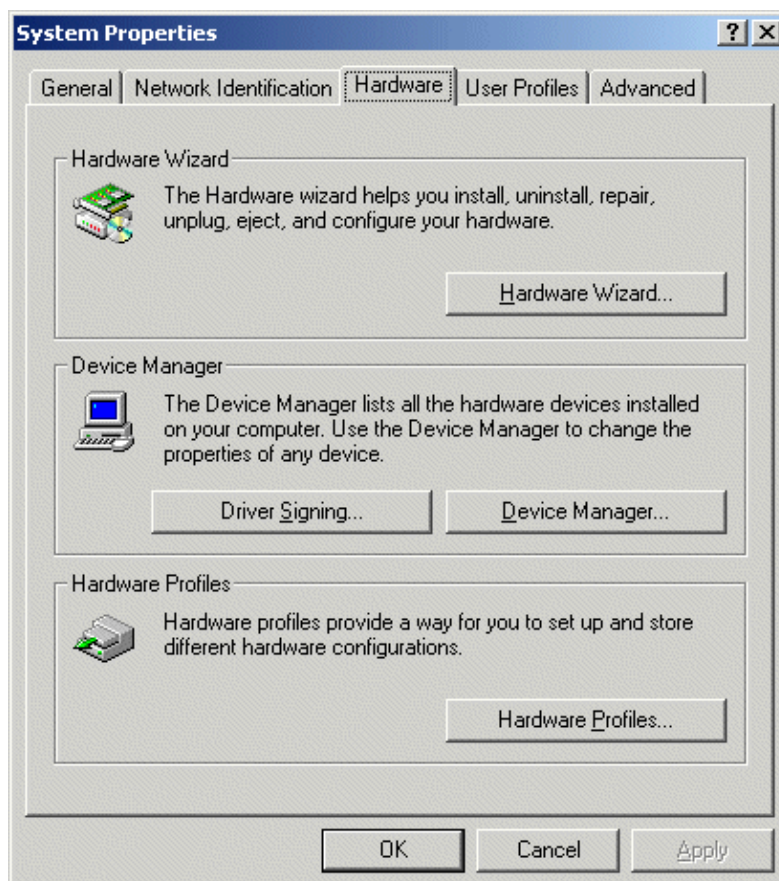 System Properties
General Network Identification Hardware User Profiles Advanced
Hardware Wizard
The Hardware wizard helps you install, uninstall, repair,
unplug, eject, and configure your hardware.
Hardware Wizard...
Device Manager
The Device Manager lists all the hardware devices installed
on your computer. Use the Device Manager to change the
properties of any device.
Driver Signing... Device Manager...
Hardware Profiles
Hardware profiles provide a way for you to set up and store
different hardware configurations.
Hardware Profiles...
OK Cancel Apply